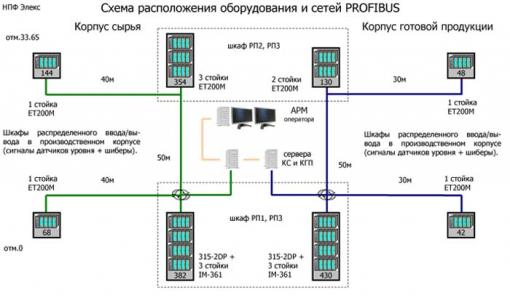 НПФ Элекс
Схема расположения оборудования и сетей PROFIBUS
Корпус сырья
Корпус готовой продукции
отм.33.65
шкаф РП2, РП3
144
354
130
48
40м
30м
3 стойки
ET200M
2 стойки
ET200M
1 стойка
ET200M
1 стойка
ET200M
АРМ
оператора
Шкафы распределенного ввода/вы-
вода в производственном корпусе
(сигналы датчиков уровня + шиберы).
Шкафы распределенного ввода/вы-
вода в производственном корпусе
(сигналы датчиков уровня + шиберы).
50м
50м
сервера
КС и КГП
1 стойка
ET200M
1 стойка
ET200M
40м
30м
шкаф РП1, РП3
68
42
отм.0
315-2DP +
3 стойки
IM-361
315-2DP +
3 стойки
IM-361
382
430